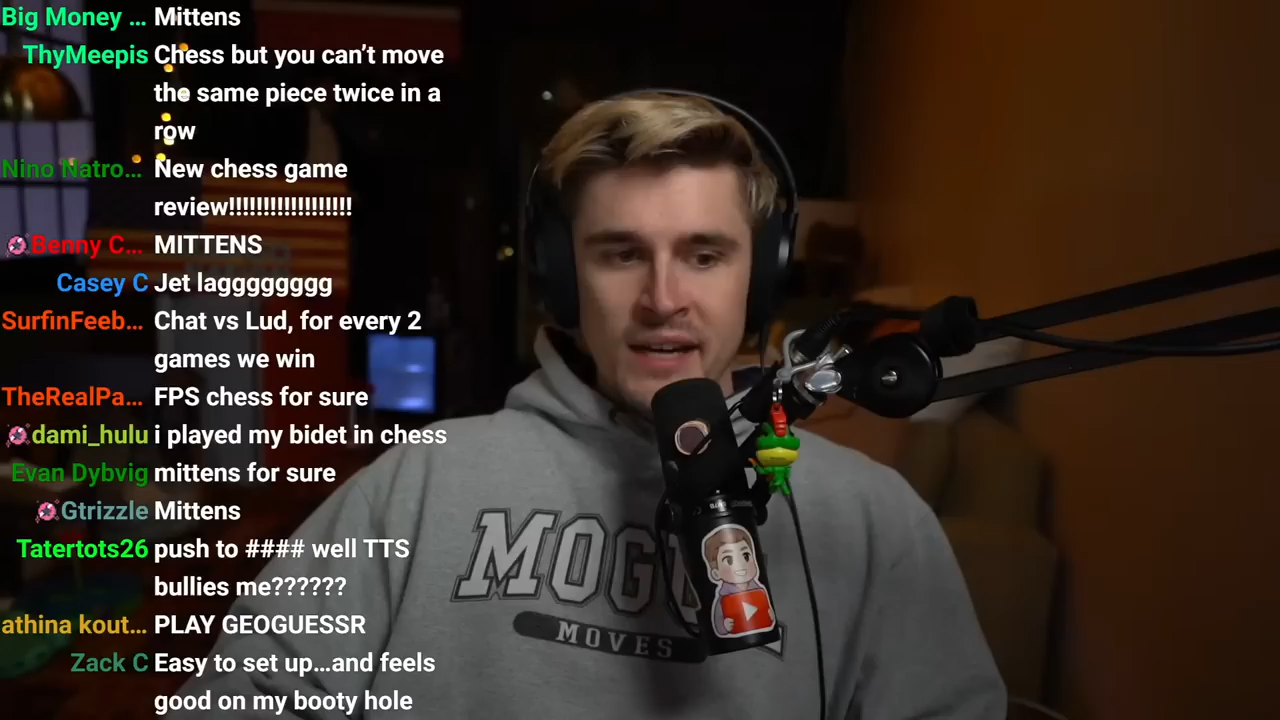 Big Money … Mittens
ThyMeepis Chess but you can’t move
the same piece twice in a
row
Nino Natro… New chess game
review!!!!!!!!!!!!!!!!!!
Benny C… MITTENS
Casey C Jet lagggggggg
SurfinFeeb… Chat vs Lud, for every 2
games we win
TheRealPa… FPS chess for sure
dami_hulu i played my bidet in chess
Evan Dybvig mittens for sure
Gtrizzle Mittens
Tatertots26 push to #### well TTS
bullies me??????
athina kout… PLAY GEOGUESSR
Zack C Easy to set up…and feels
good on my booty hole
MOVES